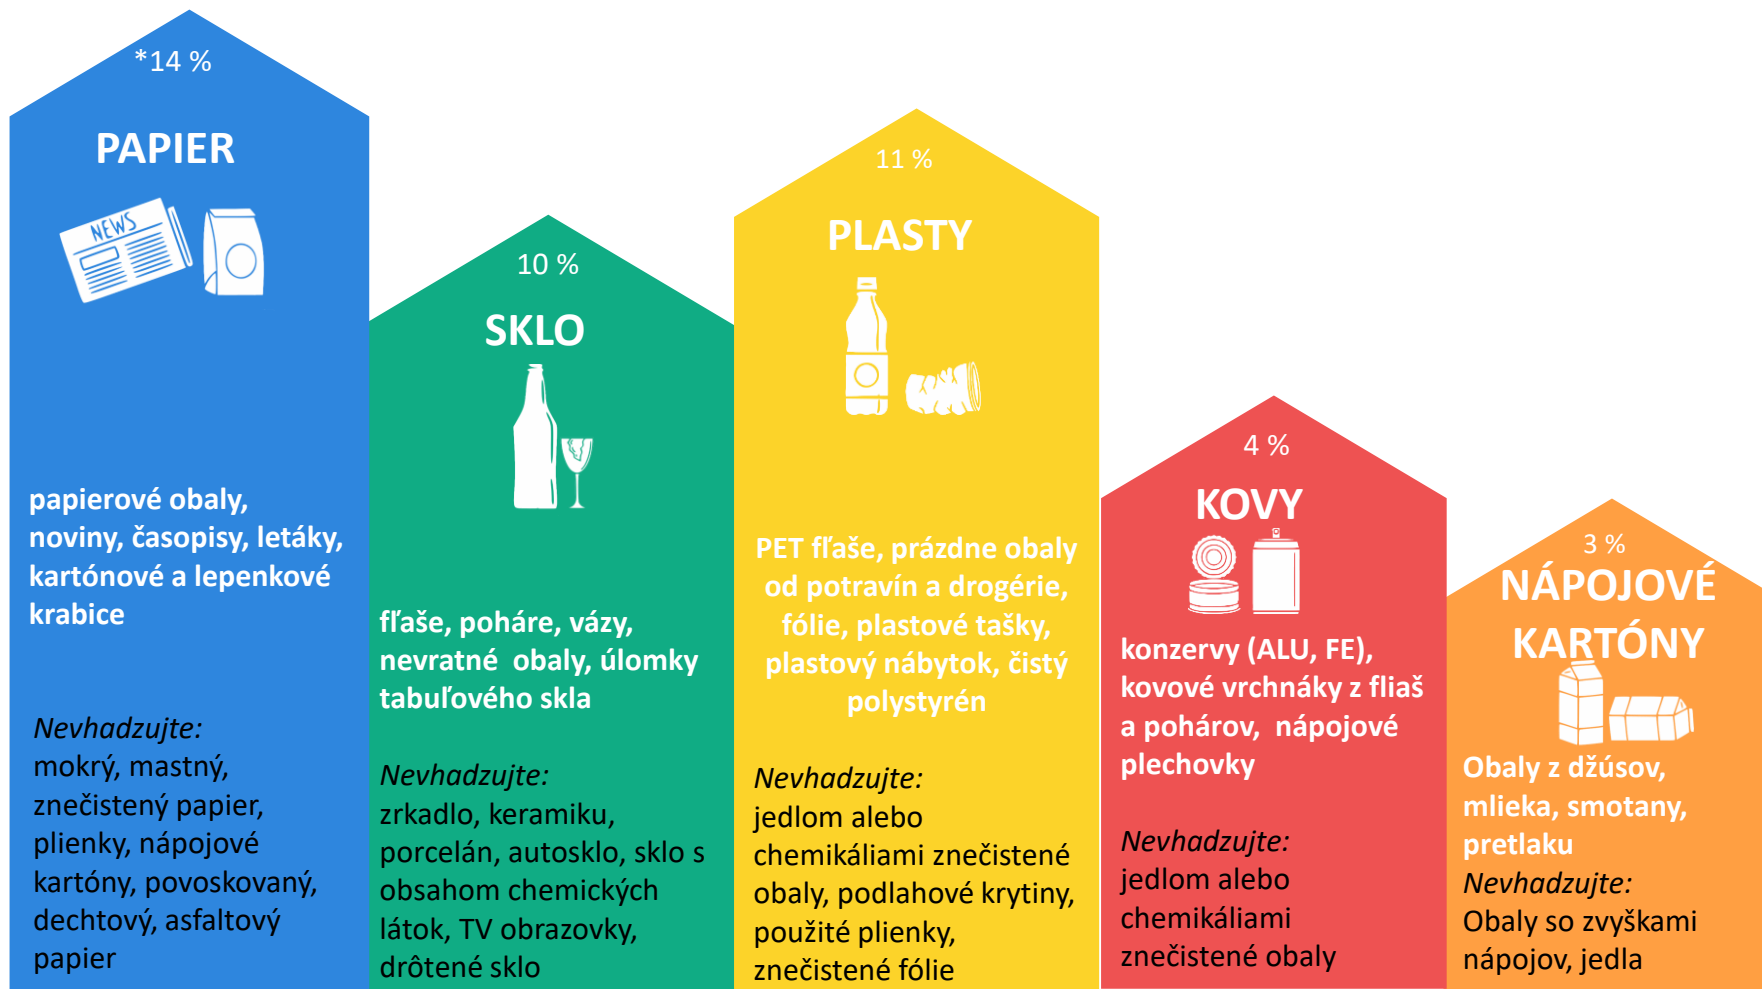 *14 %
PAPIER
NEWS
papierové obaly,
noviny, časopisy, letáky,
kartónové a lepenkové
krabice
Nevhadzujte:
mokrý, mastný,
znečistený papier,
plienky, nápojové
kartóny, povoskovaný,
dechtový, asfaltový
papier
10 %
SKLO
fľaše, poháre, vázy,
nevratné  obaly, úlomky
tabuľového skla
Nevhadzujte:
zrkadlo, keramiku,
porcelán, autosklo, sklo s
obsahom chemických
látok, TV obrazovky,
drôtené sklo
11 %
PLASTY
PET fľaše, prázdne obaly
od potravín a drogérie,
fólie, plastové tašky,
plastový nábytok, čistý
polystyrén
Nevhadzujte:
jedlom alebo
chemikáliami znečistené
obaly, podlahové krytiny,
použité plienky,
znečistené fólie
4 %
KOVY
konzervy (ALU, FE),
kovové vrchnáky z fliaš
a pohárov,  nápojové
plechovky
Nevhadzujte:
jedlom alebo
chemikáliami
znečistené obaly
3 %
NÁPOJOVÉ
KARTÓNY
Obaly z džúsov,
mlieka, smotany,
pretlaku
Nevhadzujte:
Obaly so zvyškami
nápojov, jedla